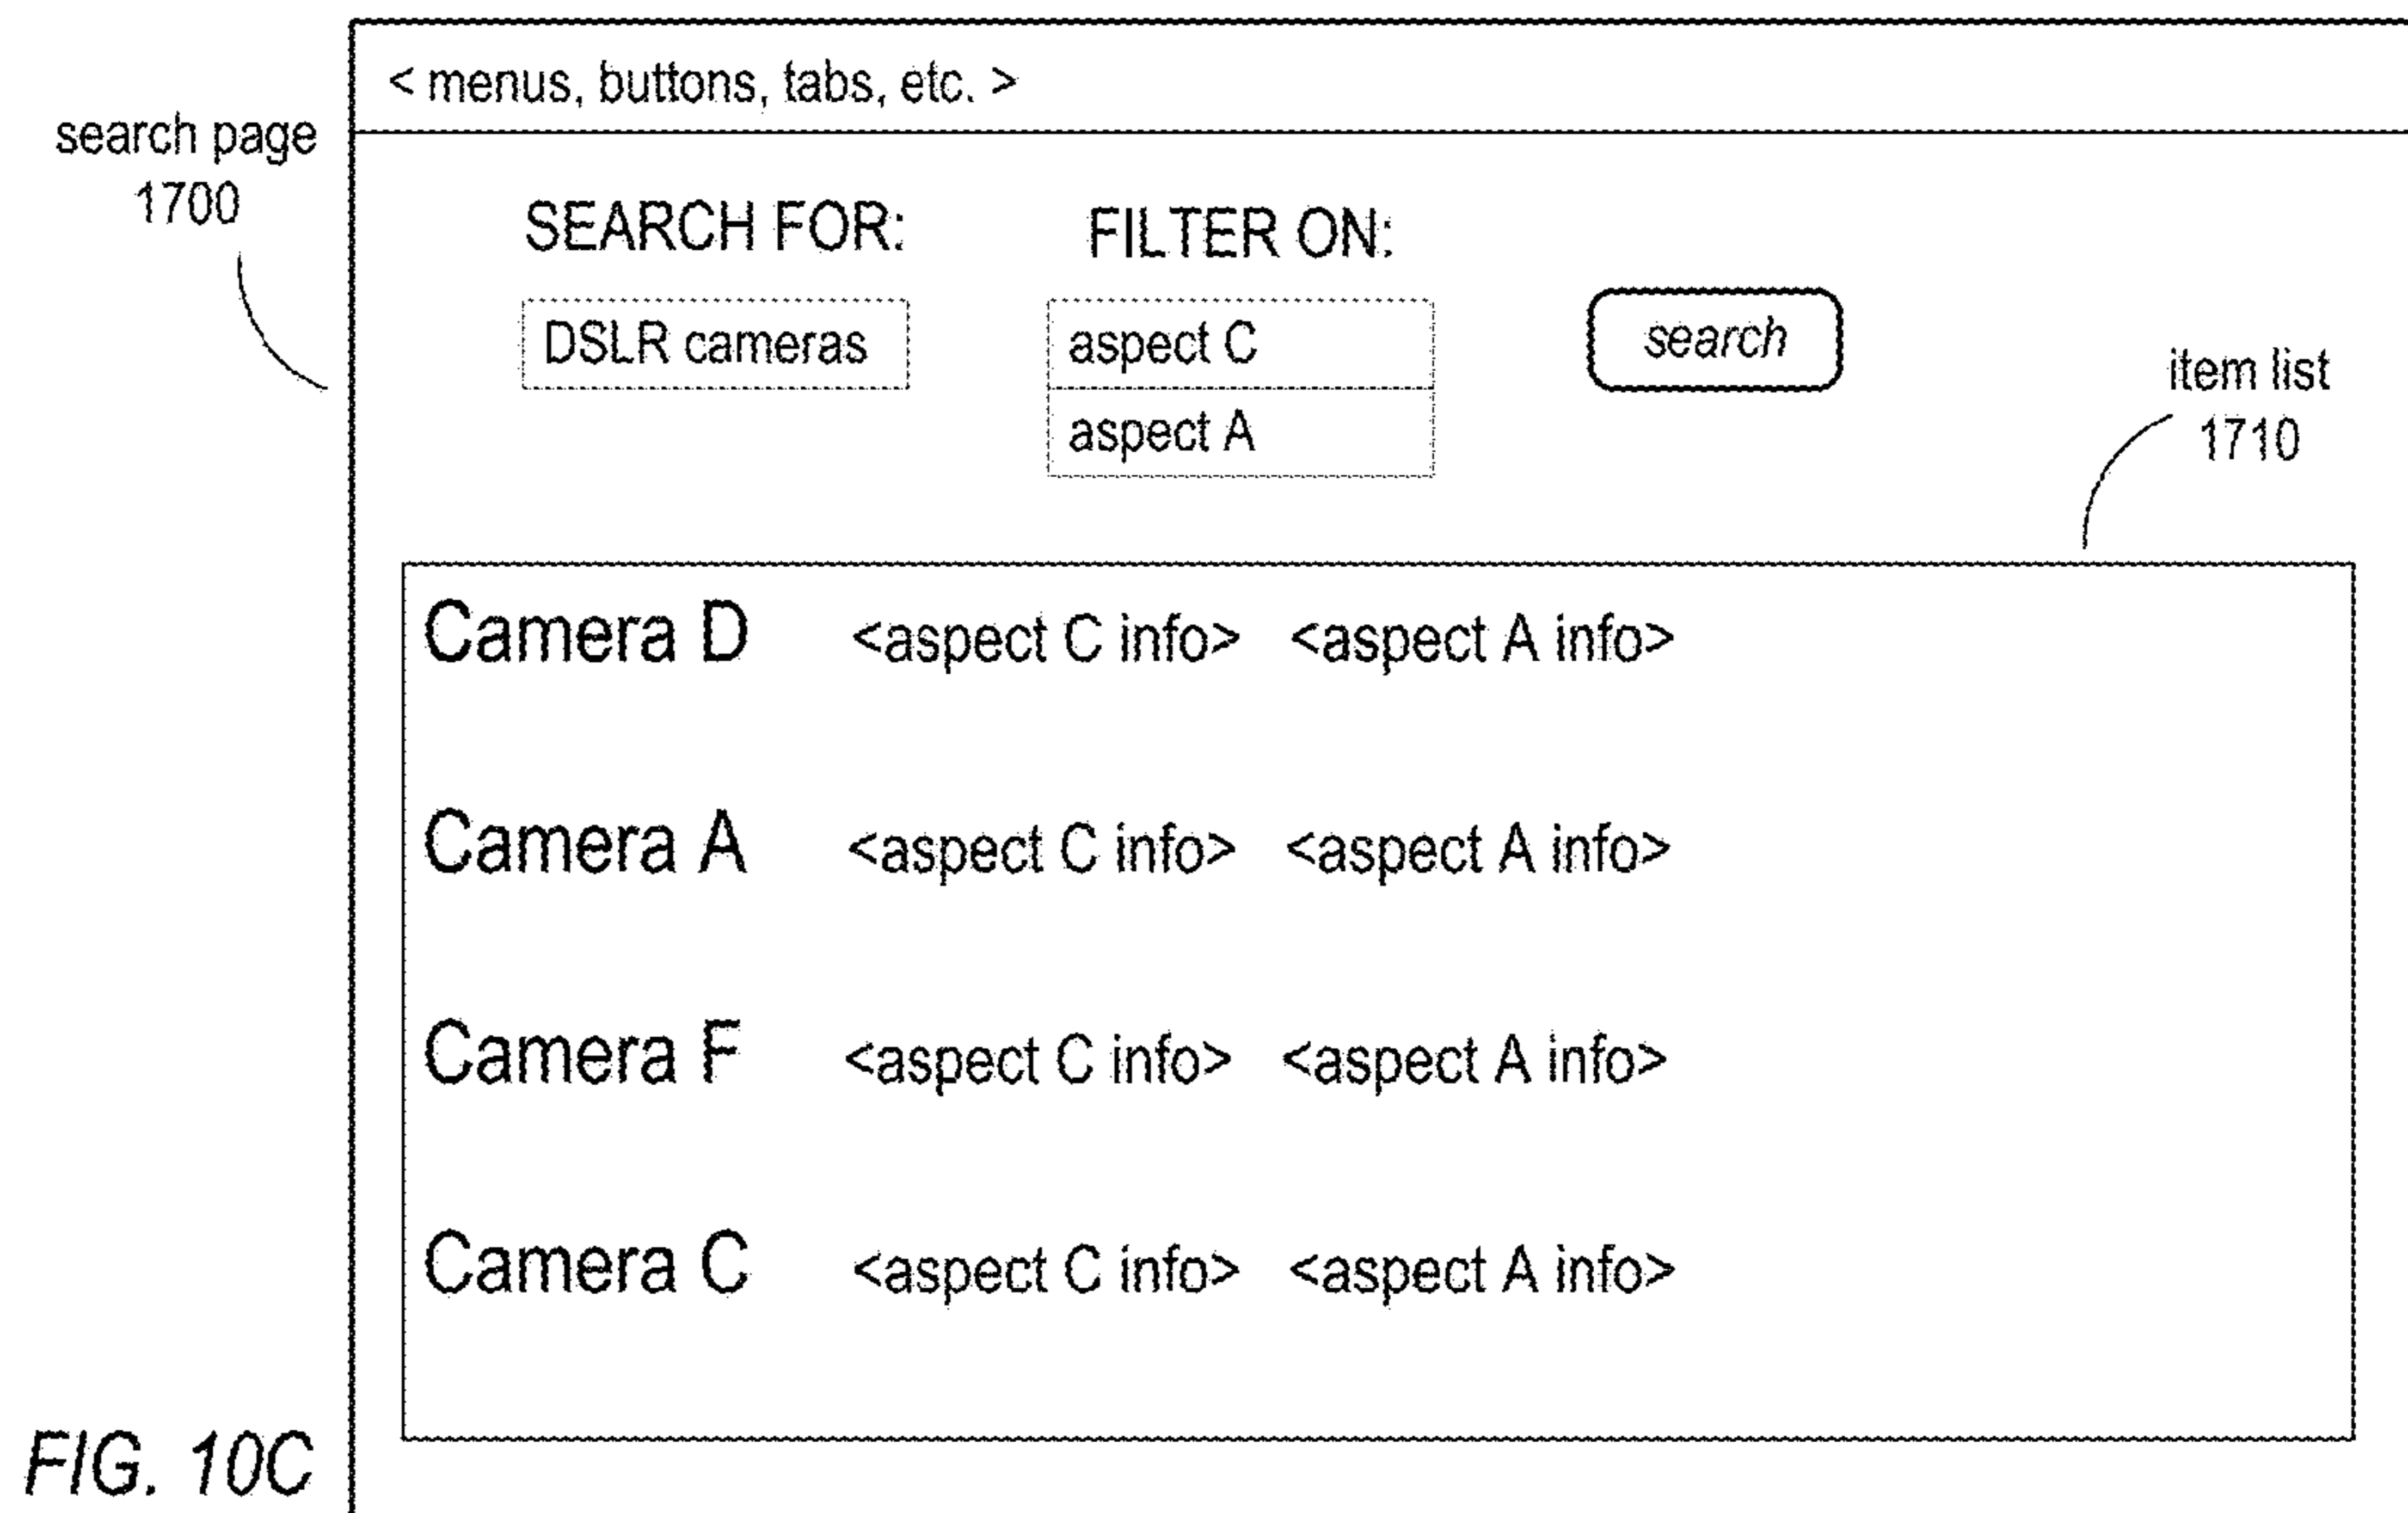 < menus, buttons, tabs, etc. >
search page
1700
SEARCH FOR:
FILTER ON:
DSLR cameras
aspect C
search
aspect A
item list
1710
Camera D <aspect C info> <aspect A info>
Camera A <aspect C info> <aspect A info>
Camera F <aspect C info> <aspect A info>
Camera C <aspect C info> <aspect A info>
FIG. 10C